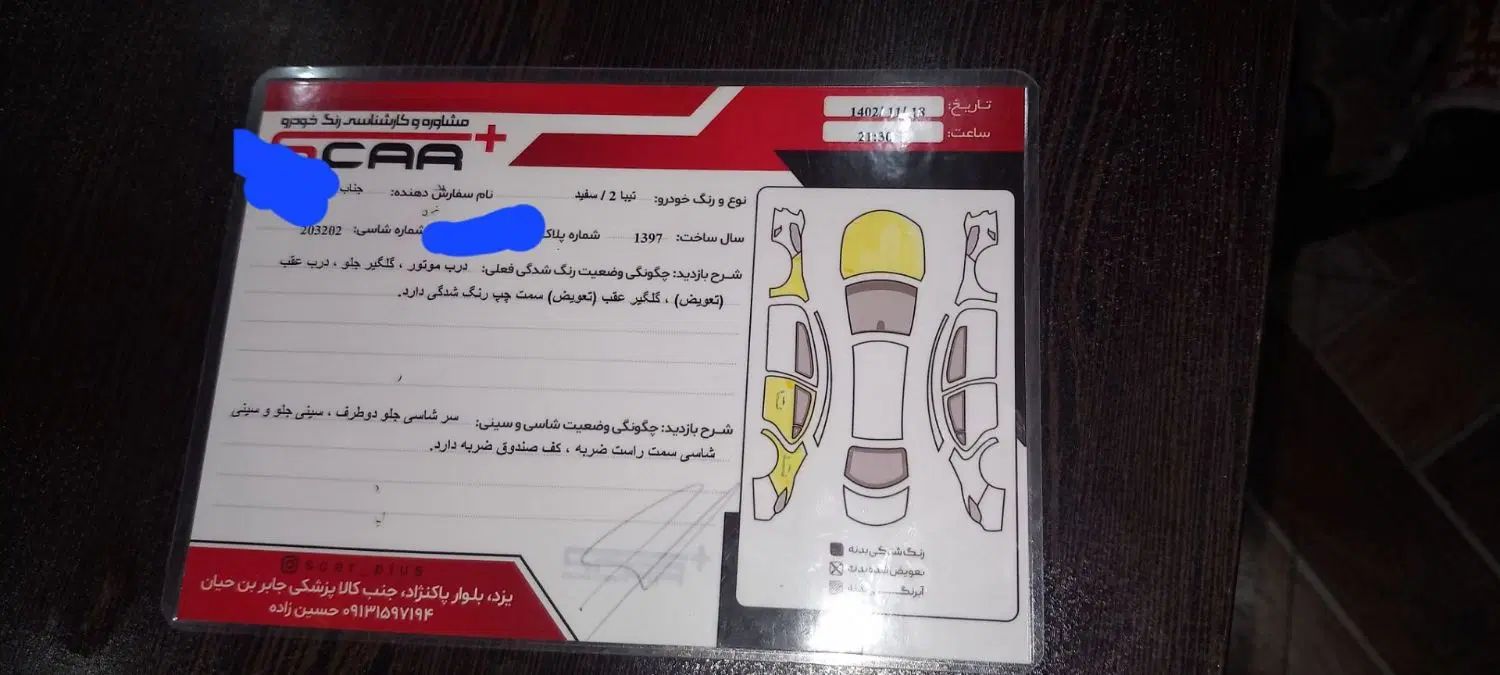 مشاوره و کارشناسی رنگ خودرو
SCAR+
تاریخ: 1402/11/13
ساعت: 21:30
نوع و رنگ خودرو: تیبا 2 / سفید نام سفارش دهنده: جناب
سال ساخت: 1397 شماره پلاک شماره شاسی: 203202
شرح بازدید: چگونگی وضعیت رنگ شدگی فعلی: درب موتور ، گلگیر جلو ، درب عقب
(تعویض) ، گلگیر عقب (تعویض) سمت چپ رنگ شدگی دارد.
شرح بازدید: چگونگی وضعیت شاسی و سینی: سر شاسی جلو دوطرف ، سینی جلو و سینی
شاسی سمت راست ضربه ، کف صندوق ضربه دارد.
رنگ شدگی بدنه
تعویض شده بدنه
scar_plus
یزد، بلوار پاکنژاد، جنب کالا پزشکی جابر بن حیان
۰۹۱۳۱۵۹۷۱۹۴ حسین زاده